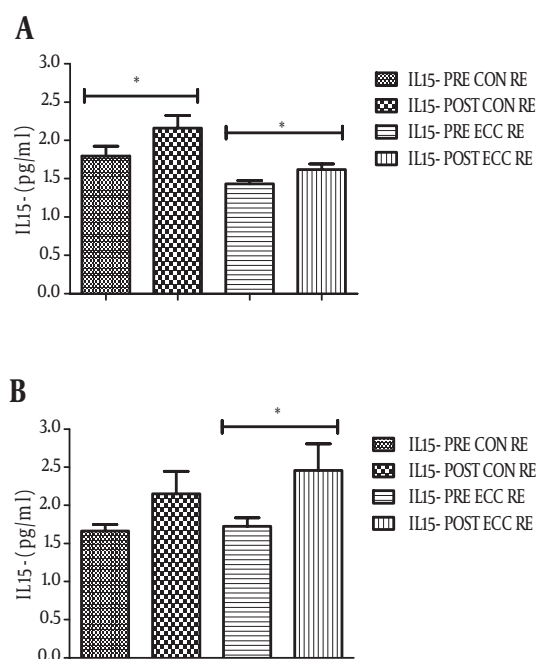 A
3.0
2.5
2.0
1.5
1.0
0.5
0.0
IL15- (pg/ml)
*
*
IL15- PRE CON RE
IL15- POST CON RE
IL15- PRE ECC RE
IL15- POST ECC RE
B
3.0
2.5
2.0
1.5
1.0
0.5
0.0
IL15- (pg/ml)
*
IL15- PRE CON RE
IL15- POST CON RE
IL15- PRE ECC RE
IL15- POST ECC RE